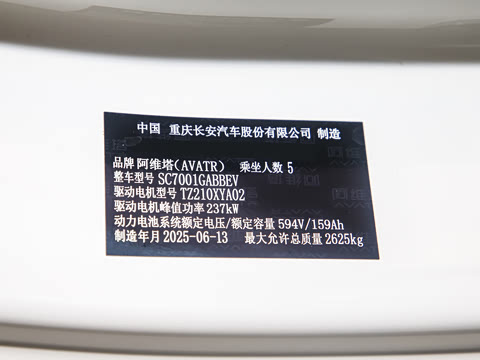 中国 重庆长安汽车股份有限公司 制造
品牌 阿维塔(AVATR) 乘坐人数 5
整车型号 SC7001GABBEV
驱动电机型号 TZ210XYA02
驱动电机峰值功率 237kW
动力电池系统额定电压/额定容量 594V/159Ah
制造年月 2025-06-13 最大允许总质量 2625kg